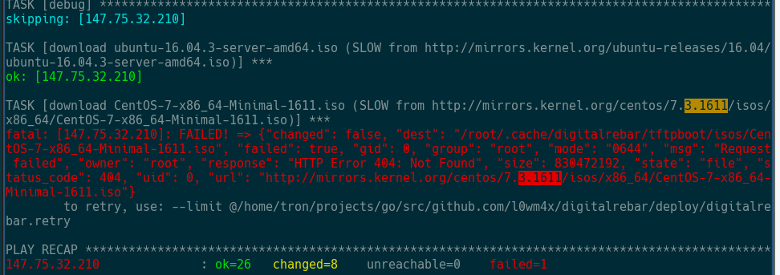 TASK [debug] *******************************************************************
skipping: [147.75.32.210]
TASK [download ubuntu-16.04.3-server-amd64.iso (SLOW from http://mirrors.kernel.org/ubuntu-releases/16.04/
ubuntu-16.04.3-server-amd64.iso)] ***
ok: [147.75.32.210]
TASK [download CentOS-7-x86_64-Minimal-1611.iso (SLOW from http://mirrors.kernel.org/centos/7.3.1611/isos/
x86_64/CentOS-7-x86_64-Minimal-1611.iso)] ***
fatal: [147.75.32.210]: FAILED! => {"changed": false, "dest": "/root/.cache/digitalrebar/tftpboot/isos/Cen
tOS-7-x86_64-Minimal-1611.iso", "failed": true, "gid": 0, "group": "root", "mode": "0644", "msg": "Request
 failed", "owner": "root", "response": "HTTP Error 404: Not Found", "size": 830472192, "state": "file", "s
tatus_code": 404, "uid": 0, "url": "http://mirrors.kernel.org/centos/7.3.1611/isos/x86_64/CentOS-7-x86_64-
Minimal-1611.iso"}
to retry, use: --limit @/home/tron/projects/go/src/github.com/l0wm4x/digitalrebar/deploy/digitalre
bar.retry
PLAY RECAP *********************************************************************
147.75.32.210 : ok=26 changed=8 unreachable=0 failed=1